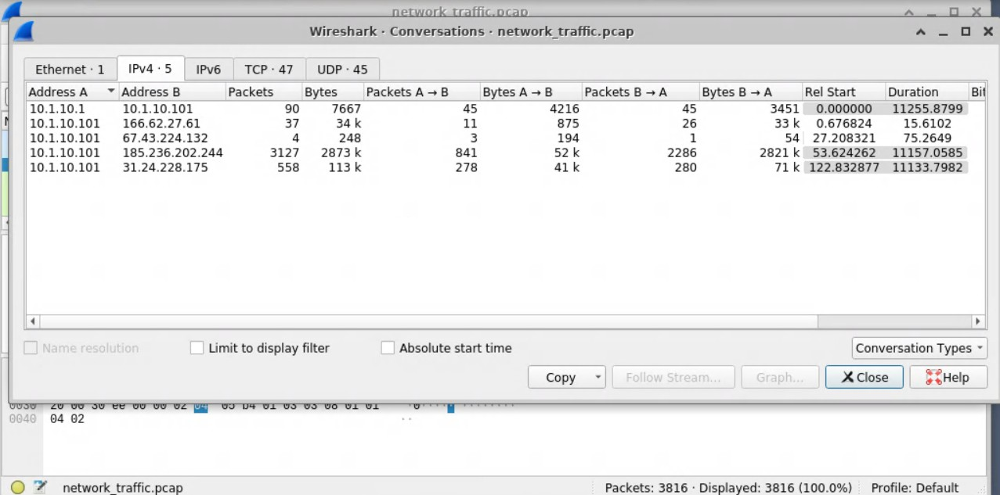 network_traffic.pcap
Wireshark · Conversations · network_traffic.pcap
Ethernet · 1 IPv4 · 5 IPv6 TCP · 47 UDP · 45
Address A Address B Packets Bytes Packets A → B Bytes A → B Packets B → A Bytes B → A Rel Start Duration Bit
10.1.10.1 10.1.10.101 90 7667 45 4216 45 3451 0.000000 11255.8799
10.1.10.101 166.62.27.61 37 34 k 11 875 26 33 k 0.676824 15.6102
10.1.10.101 67.43.224.132 4 248 3 194 1 54 27.208321 75.2649
10.1.10.101 185.236.202.244 3127 2873 k 841 52 k 2286 2821 k 53.624262 11157.0585
10.1.10.101 31.24.228.175 558 113 k 278 41 k 280 71 k 122.832877 11133.7982
Name resolution Limit to display filter Absolute start time Conversation Types
Copy Follow Stream... Graph... Close Help
0030 20 00 30 ee 00 00 02 04 05 b4 01 03 03 08 01 01
0040 04 02 ··
network_traffic.pcap Packets: 3816 · Displayed: 3816 (100.0%) Profile: Default